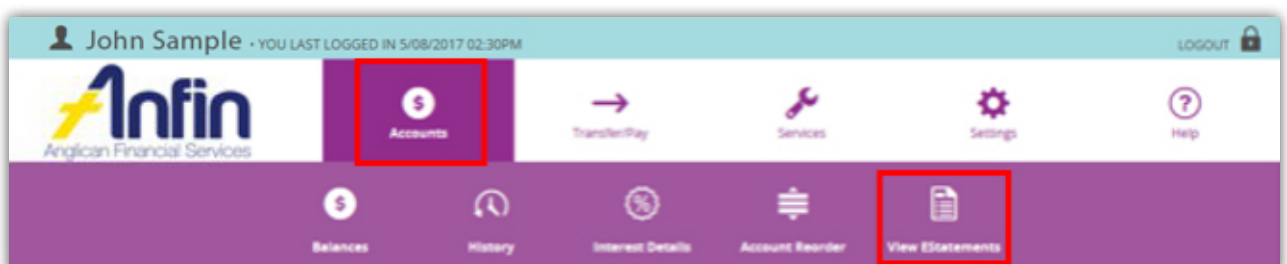 John Sample • YOU LAST LOGGED IN 5/08/2017 02:30PM LOGOUT
Anfin
Anglican Financial Services
$ Accounts
Transfer/Pay
Services
Settings
? Help
$ Balances
History
% Interest Details
Account Reorder
View EStatements